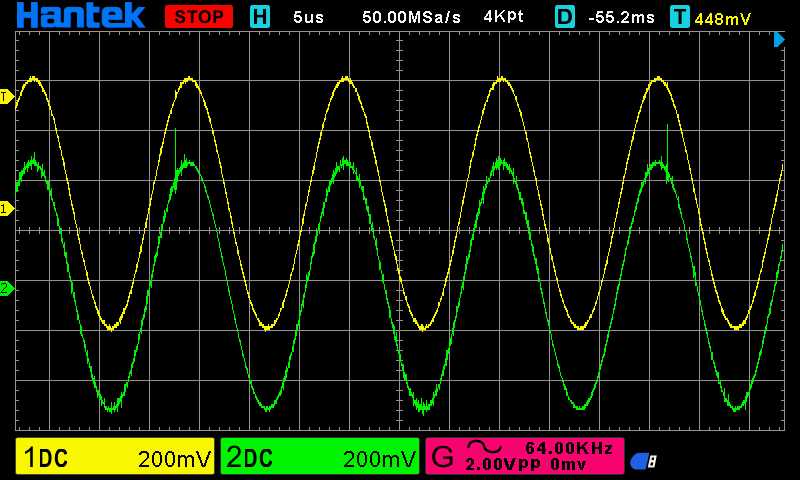 Hantek STOP H 5us 50.00MSa/s 4Kpt D -55.2ms T 448mV
T
1
2
1DC 200mV 2DC 200mV G 64.00KHz
2.00VPP 0mv